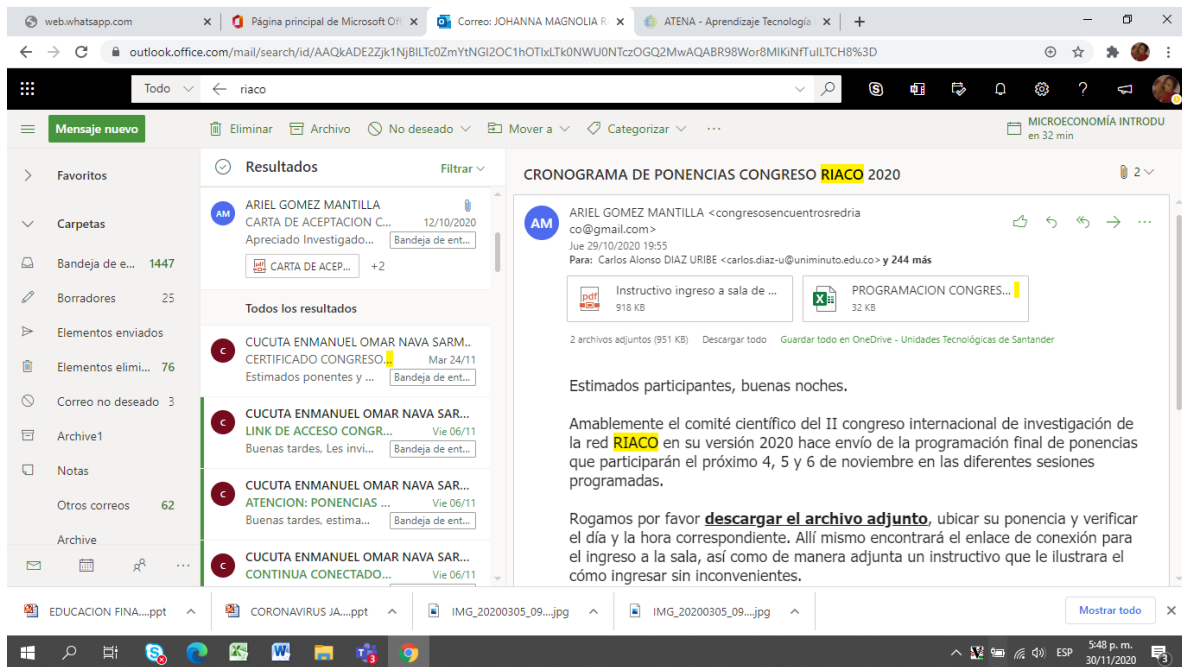 web.whatsapp.com
Página principal de Microsoft Off
Correo: JOHANNA MAGNOLIA R
ATENA - Aprendizaje Tecnología
outlook.office.com/mail/search/id/
Todo
riaco
Mensaje nuevo
Eliminar
Archivo
No deseado
Mover a
Categorizar
MICROECONOMÍA INTRODU
en 32 min
Favoritos
Carpetas
Bandeja de e... 1447
Borradores 25
Elementos enviados
Elementos elimi... 76
Correo no deseado 3
Archive1
Notas
Otros correos 62
Archive
Resultados
Filtrar
AM
ARIEL GOMEZ MANTILLA
CARTA DE ACEPTACION C... 12/10/2020
Apreciado Investigado... Bandeja de ent...
CARTA DE ACEP... +2
Todos los resultados
C
CUCUTA ENMANUEL OMAR NAVA SARM...
CERTIFICADO CONGRESO... Mar 24/11
Estimados ponentes y ... Bandeja de ent...
C
CUCUTA ENMANUEL OMAR NAVA SAR...
LINK DE ACCESO CONGR... Vie 06/11
Buenas tardes, Les invi... Bandeja de ent...
C
CUCUTA ENMANUEL OMAR NAVA SAR...
ATENCION: PONENCIAS ... Vie 06/11
Buenas tardes, estima... Bandeja de ent...
C
CUCUTA ENMANUEL OMAR NAVA SAR...
CONTINUA CONECTADO... Vie 06/11
CRONOGRAMA DE PONENCIAS CONGRESO RIACO 2020
2
AM
ARIEL GOMEZ MANTILLA <congresosencuentrosredria
co@gmail.com>
Jue 29/10/2020 19:55
Para: Carlos Alonso DIAZ URIBE <carlos.diaz-u@uniminuto.edu.co> y 244 más
pdf
Instructivo ingreso a sala de ...
918 KB
PROGRAMACION CONGRES...
32 KB
2 archivos adjuntos (951 KB) Descargar todo Guardar todo en OneDrive - Unidades Tecnológicas de Santander
Estimados participantes, buenas noches.
Amablemente el comité científico del II congreso internacional de investigación de
la red RIACO en su versión 2020 hace envío de la programación final de ponencias
que participarán el próximo 4, 5 y 6 de noviembre en las diferentes sesiones
programadas.
Rogamos por favor descargar el archivo adjunto, ubicar su ponencia y verificar
el día y la hora correspondiente. Allí mismo encontrará el enlace de conexión para
el ingreso a la sala, así como de manera adjunta un instructivo que le ilustrara el
cómo ingresar sin inconvenientes.
EDUCACION FINA....ppt
CORONAVIRUS JA....ppt
IMG_20200305_09....jpg
IMG_20200305_09....jpg
Mostrar todo
ESP
5:48 p. m.
30/11/2020